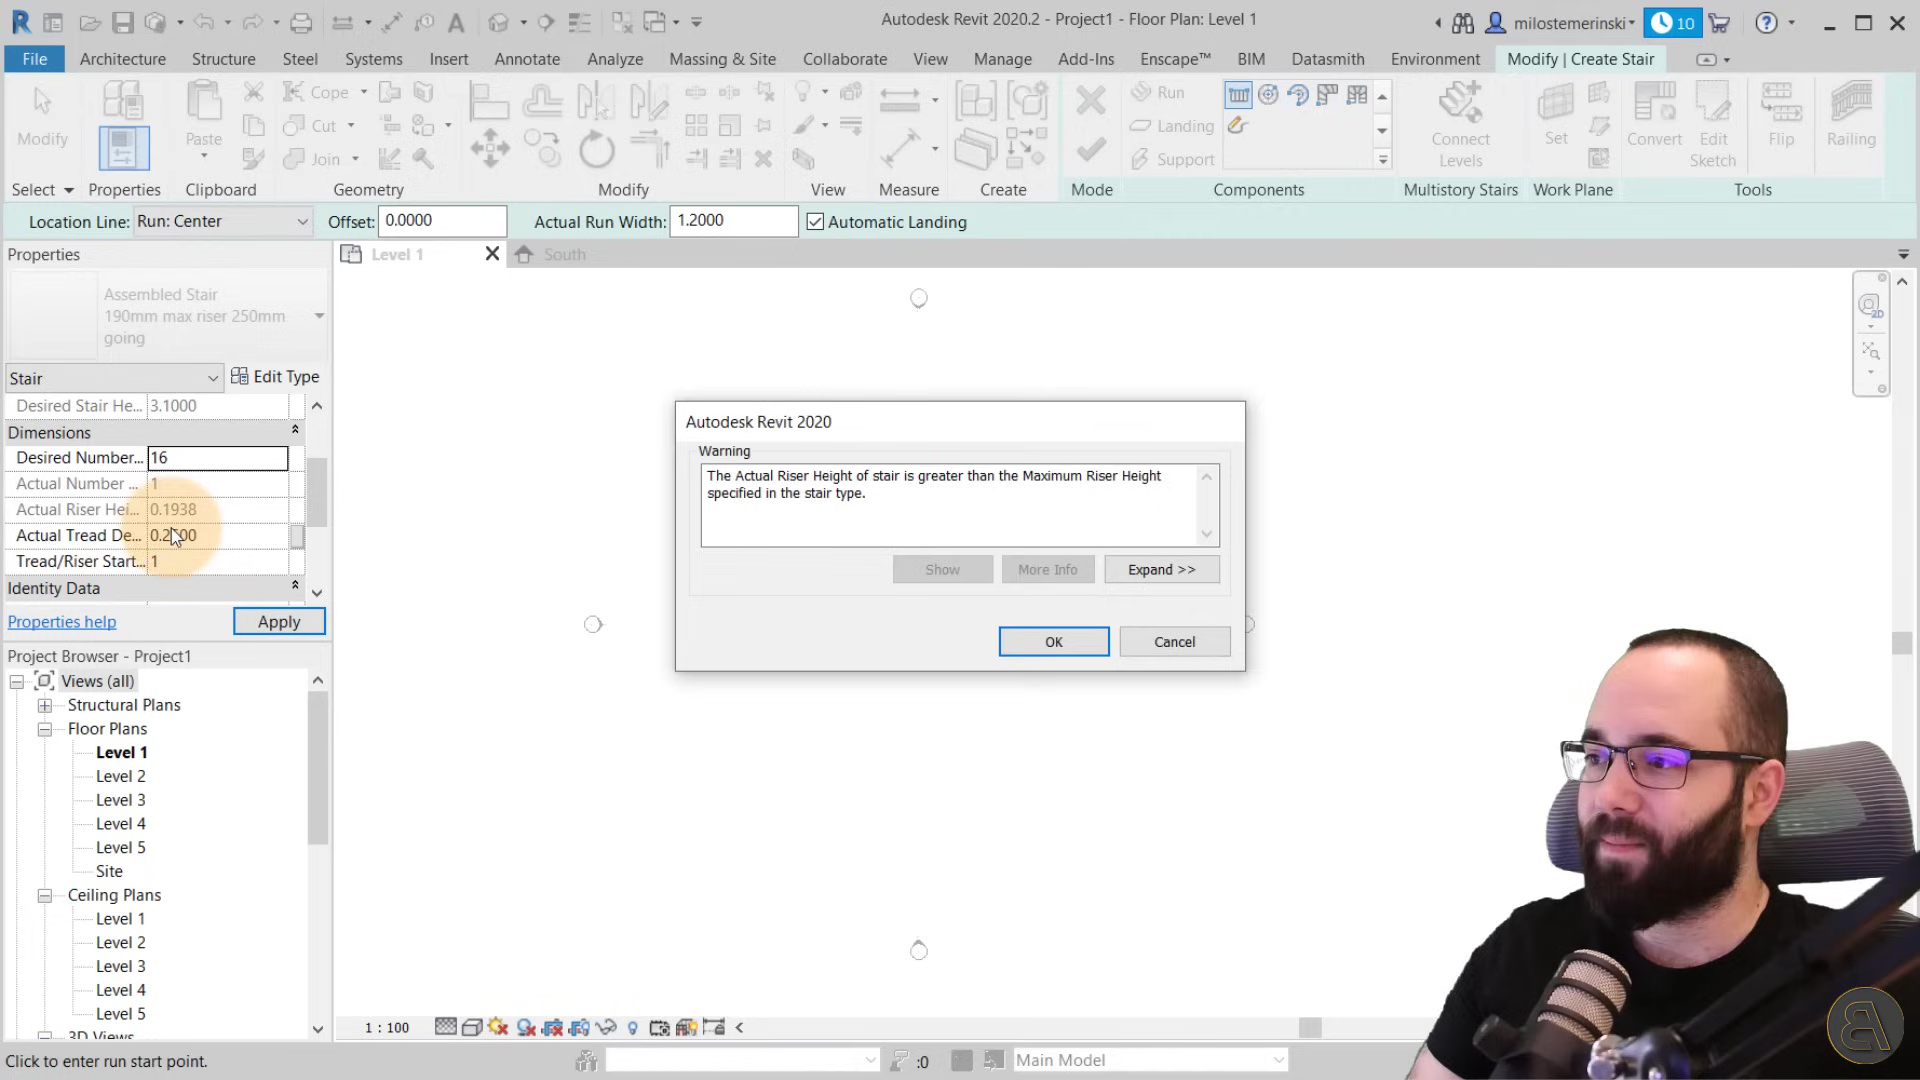 Autodesk Revit 2020.2 - Project1 - Floor Plan: Level 1
milostemerinski
10
File
Architecture
Structure
Steel
Systems
Insert
Annotate
Analyze
Massing & Site
Collaborate
View
Manage
Add-Ins
Enscape™
BIM
Datasmith
Environment
Modify | Create Stair
Modify
Paste
Cope
Cut
Join
Run
Landing
Support
Connect
Levels
Set
Convert
Edit
Sketch
Flip
Railing
Select
Properties
Clipboard
Geometry
Modify
View
Measure
Create
Mode
Components
Multistory Stairs
Work Plane
Tools
Location Line: Run: Center
Offset: 0.0000
Actual Run Width: 1.2000
Automatic Landing
Properties
Level 1
South
Assembled Stair
190mm max riser 250mm
going
Stair
Edit Type
Desired Stair He... 3.1000
Dimensions
Desired Number... 16
Actual Number ... 1
Actual Riser Hei... 0.1938
Actual Tread De...
Tread/Riser Start... 1
Identity Data
Properties help
Apply
Project Browser - Project1
Views (all)
Structural Plans
Floor Plans
Level 1
Level 2
Level 3
Level 4
Level 5
Site
Ceiling Plans
Level 1
Level 2
Level 3
Level 4
Level 5
3D Views
Autodesk Revit 2020
Warning
The Actual Riser Height of stair is greater than the Maximum Riser Height
specified in the stair type.
Show
More Info
Expand >>
OK
Cancel
2D
1 : 100
Click to enter run start point.
:0
Main Model